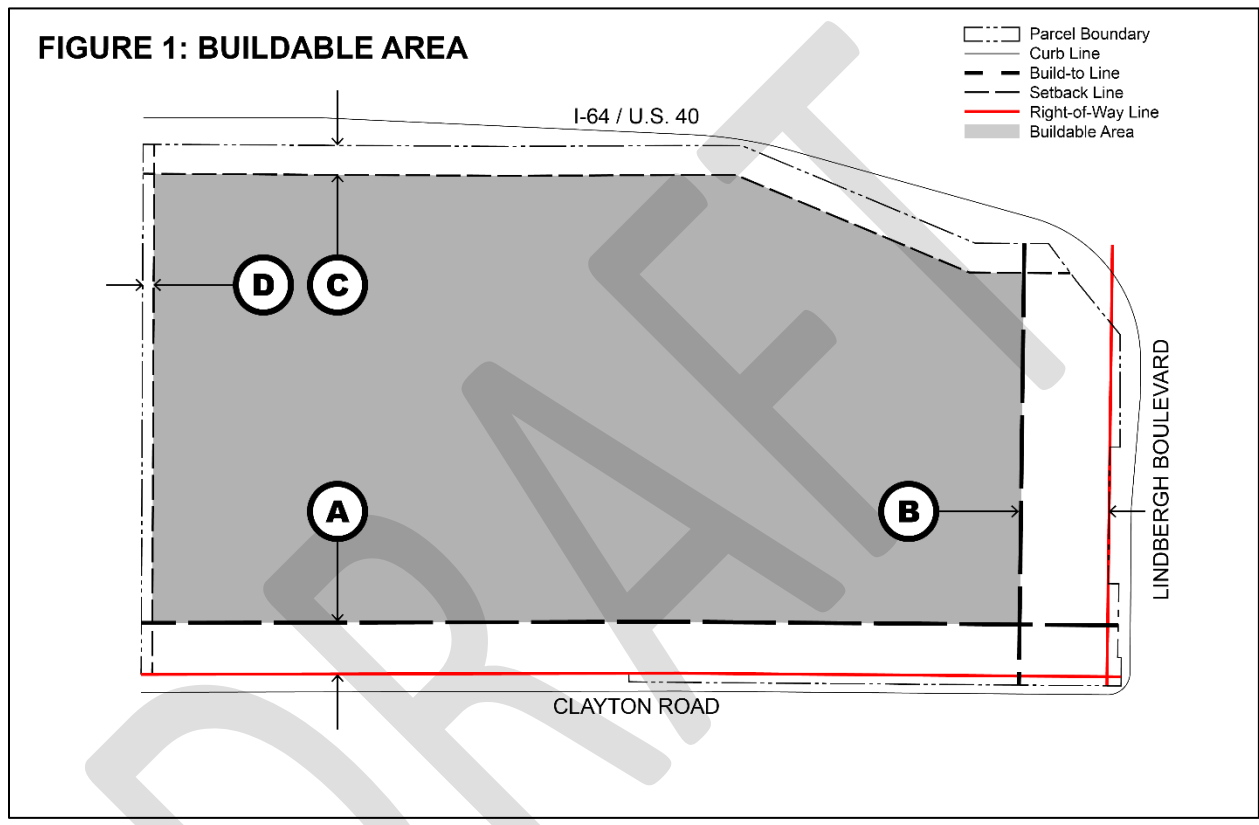 FIGURE 1: BUILDABLE AREA
Parcel Boundary
Curb Line
Build-to Line
Setback Line
Right-of-Way Line
Buildable Area
I-64 / U.S. 40
D
C
A
B
LINDBERGH BOULEVARD
CLAYTON ROAD
DRAFT